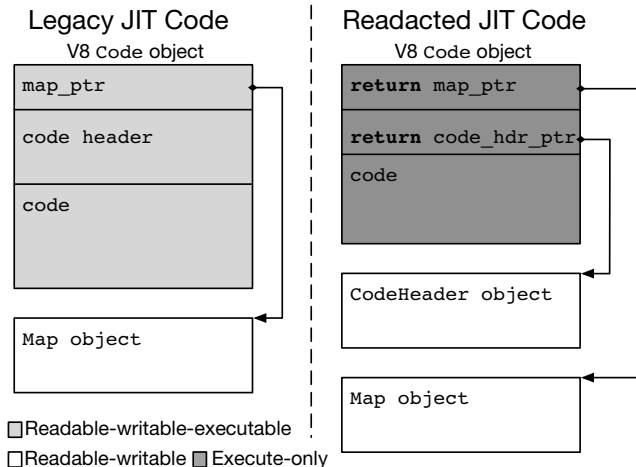 Legacy JIT Code
V8 Code object
map_ptr
code header
code
Map object
Readacted JIT Code
V8 Code object
return map_ptr
return code_hdr_ptr
code
CodeHeader object
Map object
Readable-writable-executable
Readable-writable
Execute-only